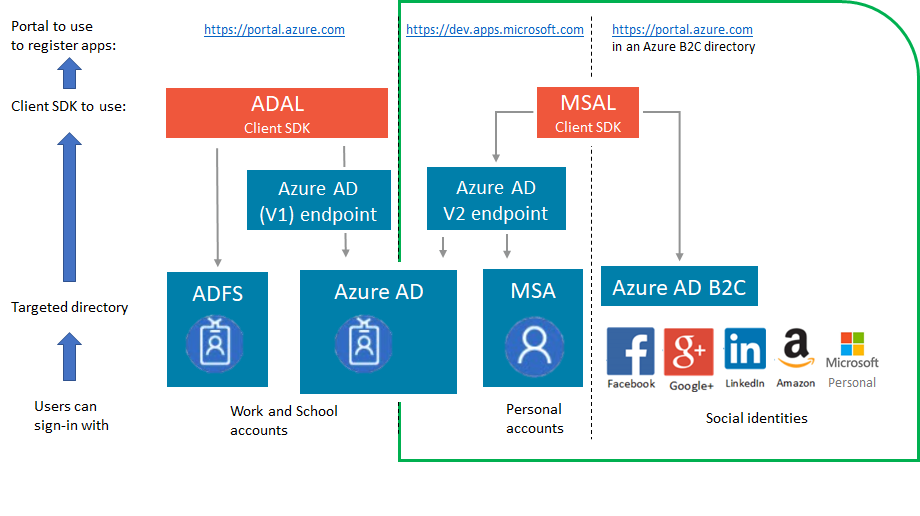 Portal to use
to register apps:
https://portal.azure.com
https://dev.apps.microsoft.com
https://portal.azure.com
in an Azure B2C directory
Client SDK to use:
ADAL
Client SDK
MSAL
Client SDK
Azure AD
(V1) endpoint
Azure AD
V2 endpoint
Targeted directory
ADFS
Azure AD
MSA
Azure AD B2C
f
Facebook
g+
Google+
in
LinkedIn
a
Amazon
Microsoft
Personal
Users can
sign-in with
Work and School
accounts
Personal
accounts
Social identities